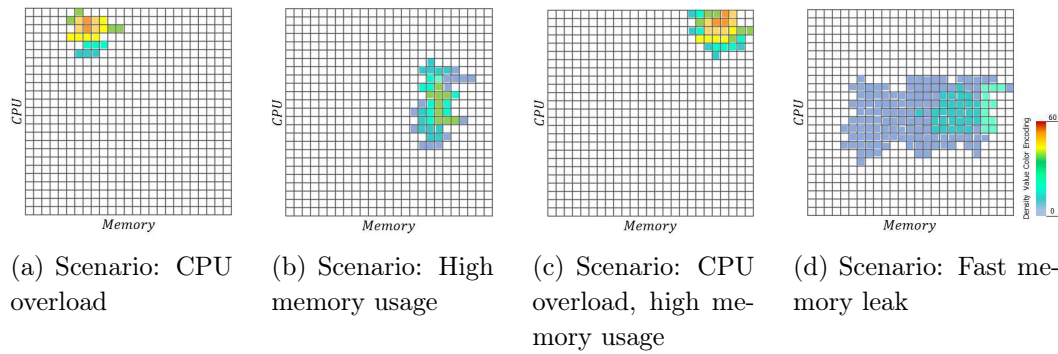 CPU
Memory
CPU
Memory
CPU
Memory
CPU
Memory
Density Value Color Encoding
60
0
(a) Scenario: CPU
overload
(b) Scenario: High
memory usage
(c) Scenario: CPU
overload, high me-
mory usage
(d) Scenario: Fast me-
mory leak